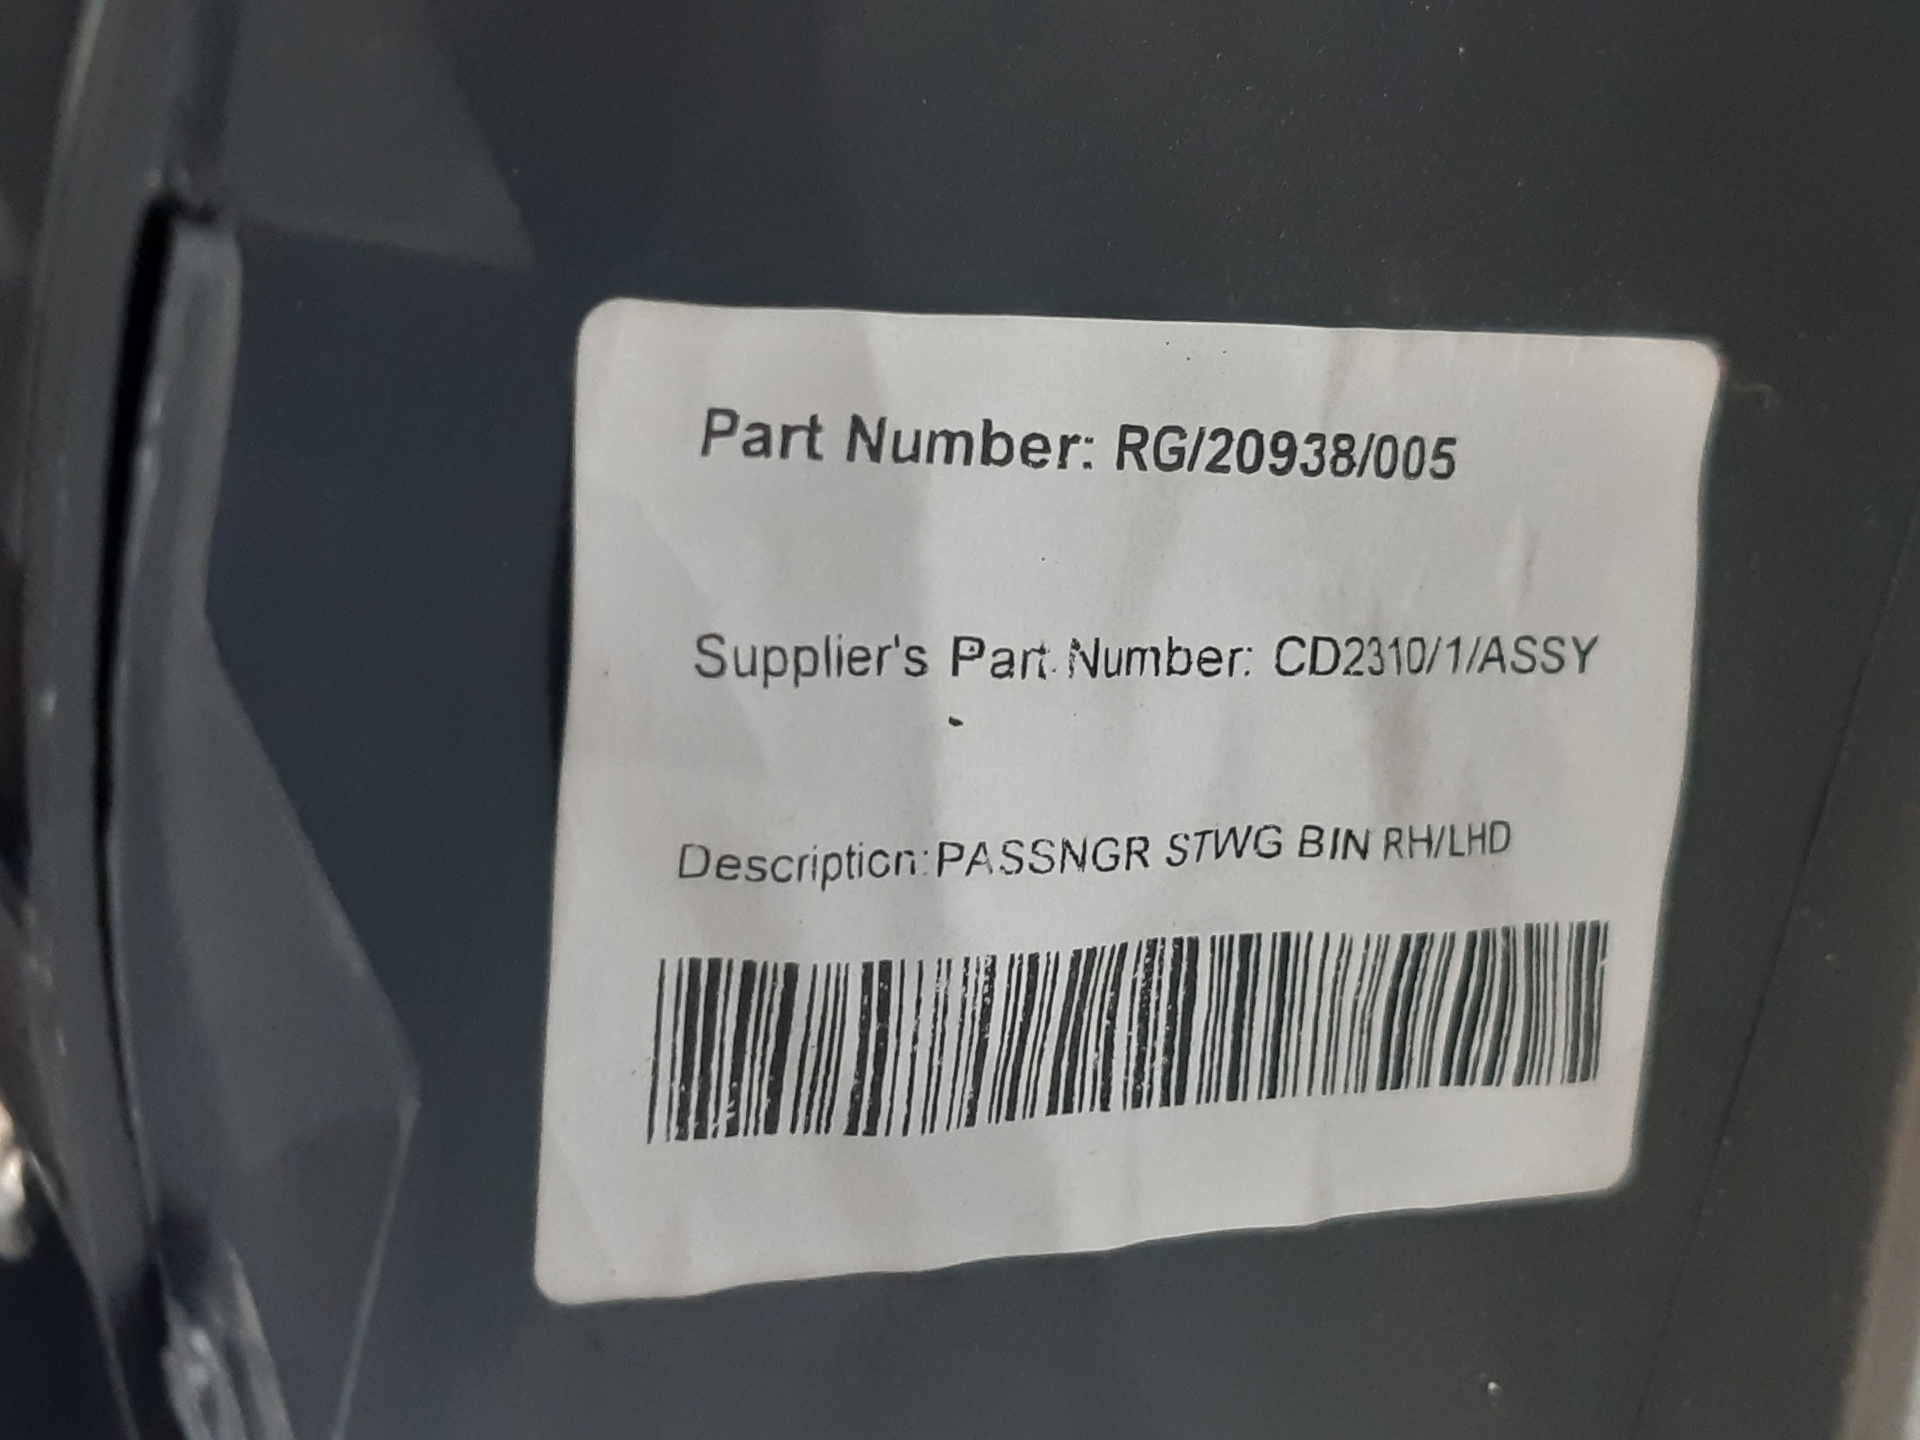 Part Number: RG/20938/005
Supplier's Part Number: CD2310/1/ASSY
Description: PASSNGR STWG BIN RH/LHD